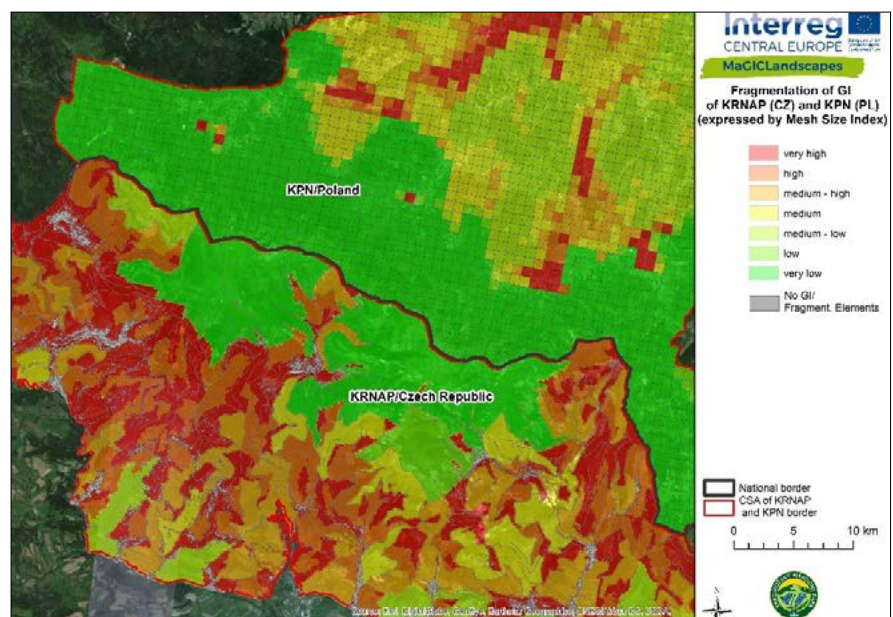 Interreg
CENTRAL EUROPE
MaGICLandscapes
Fragmentation of GI
of KRNAP (CZ) and KPN (PL)
(expressed by Mesh Size Index)
very high
high
medium - high
medium
medium - low
low
very low
No GI/
Fragment. Elements
KPN/Poland
KRNAP/Czech Republic
National border
CSA of KRNAP
and KPN border
0 5 10 km